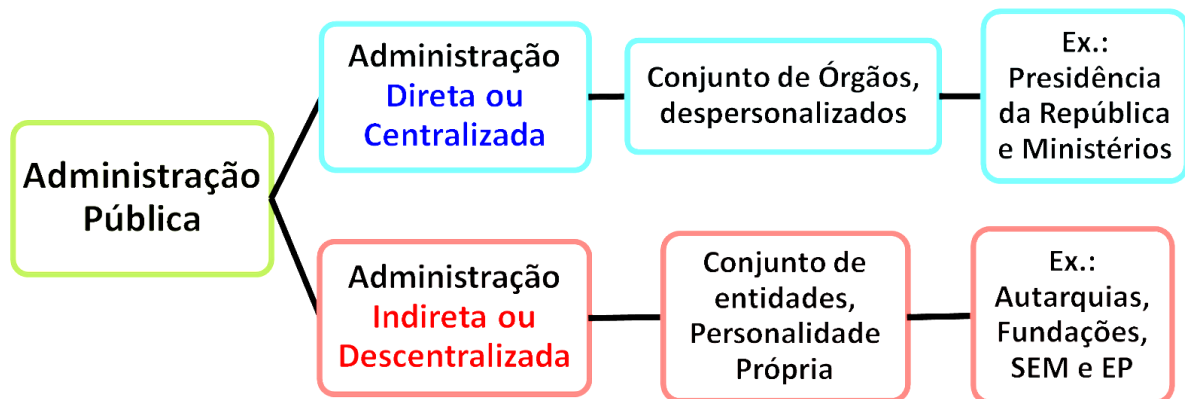 Administração
Pública
Administração
Direta ou
Centralizada
Conjunto de Órgãos,
despersonalizados
Ex.:
Presidência
da República
e Ministérios
Administração
Indireta ou
Descentralizada
Conjunto de
entidades,
Personalidade
Própria
Ex.:
Autarquias,
Fundações,
SEM e EP